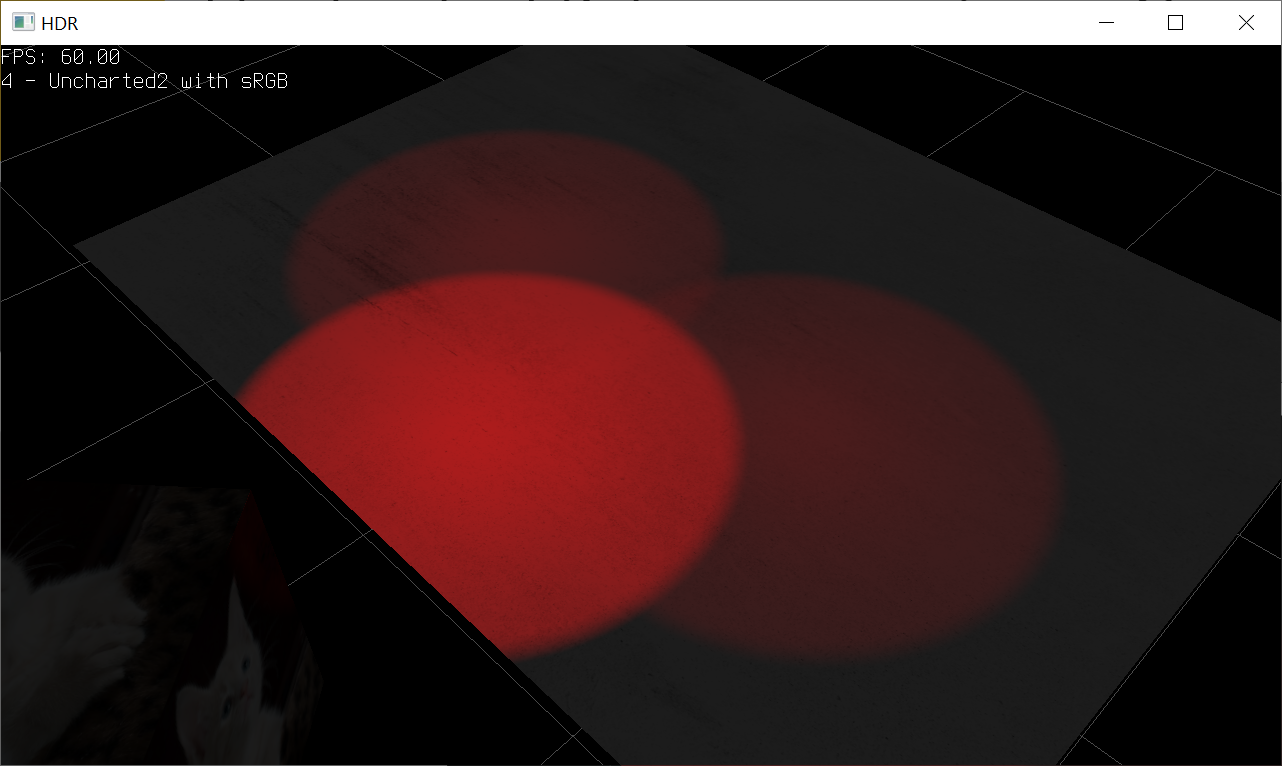 HDR
FPS: 60.00
4 - Uncharted2 with sRGB